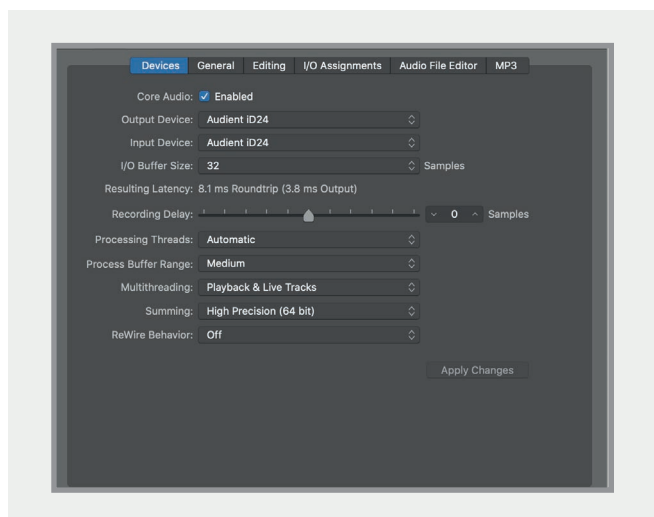 Devices General Editing I/O Assignments Audio File Editor MP3
Core Audio: Enabled
Output Device: Audient iD24
Input Device: Audient iD24
I/O Buffer Size: 32 Samples
Resulting Latency: 8.1 ms Roundtrip (3.8 ms Output)
Recording Delay: 0 Samples
Processing Threads: Automatic
Process Buffer Range: Medium
Multithreading: Playback & Live Tracks
Summing: High Precision (64 bit)
ReWire Behavior: Off
Apply Changes